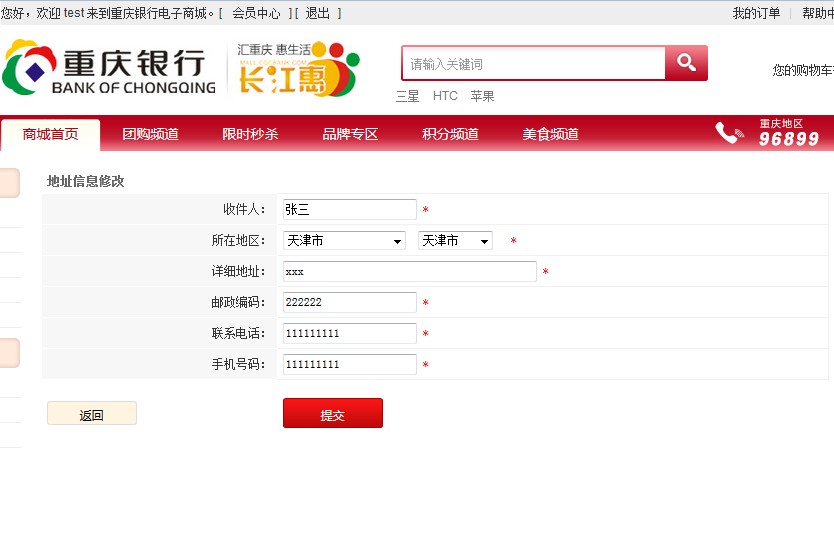 您好，欢迎 test 来到重庆银行电子商城。[ 会员中心 ] [ 退出 ]
我的订单 | 帮助中
重庆银行
BANK OF CHONGQING
汇重庆 惠生活
长江惠
请输入关键词
三星 HTC 苹果
您的购物车
商城首页 团购频道 限时秒杀 品牌专区 积分频道 美食频道
重庆地区
96899
地址信息修改
收件人： 张三 *
所在地区： 天津市 天津市 *
详细地址： xxx *
邮政编码： 222222 *
联系电话： 111111111 *
手机号码： 111111111 *
返回 提交